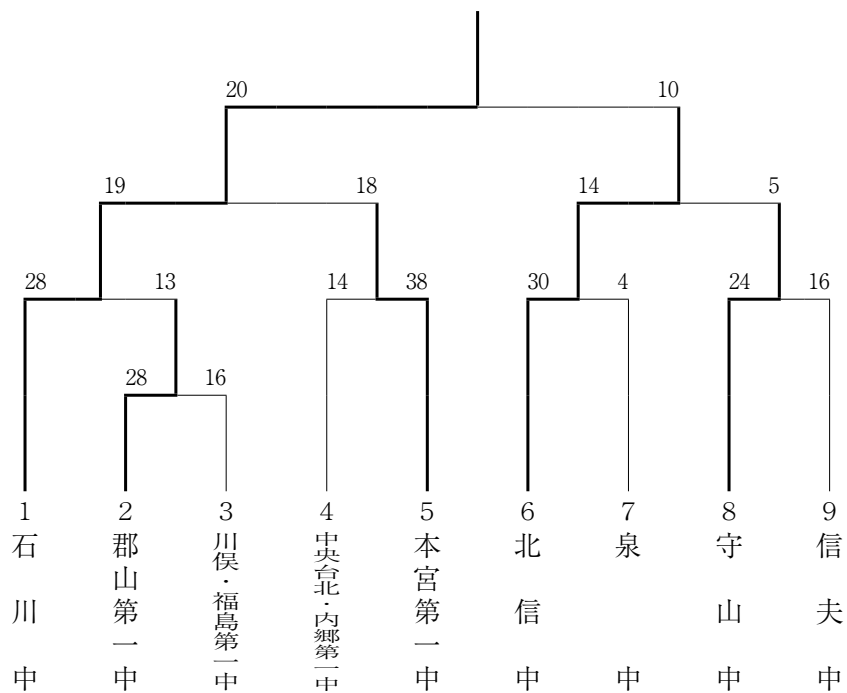 20 10
19 18 14 5
28 13 14 38 30 4 24 16
28 16
1 2 3 4 5 6 7 8 9
石川中
郡山第一中
川俣・福島第一中
中央台北・内郷第一中
本宮第一中
北信中
泉中
守山中
信夫中